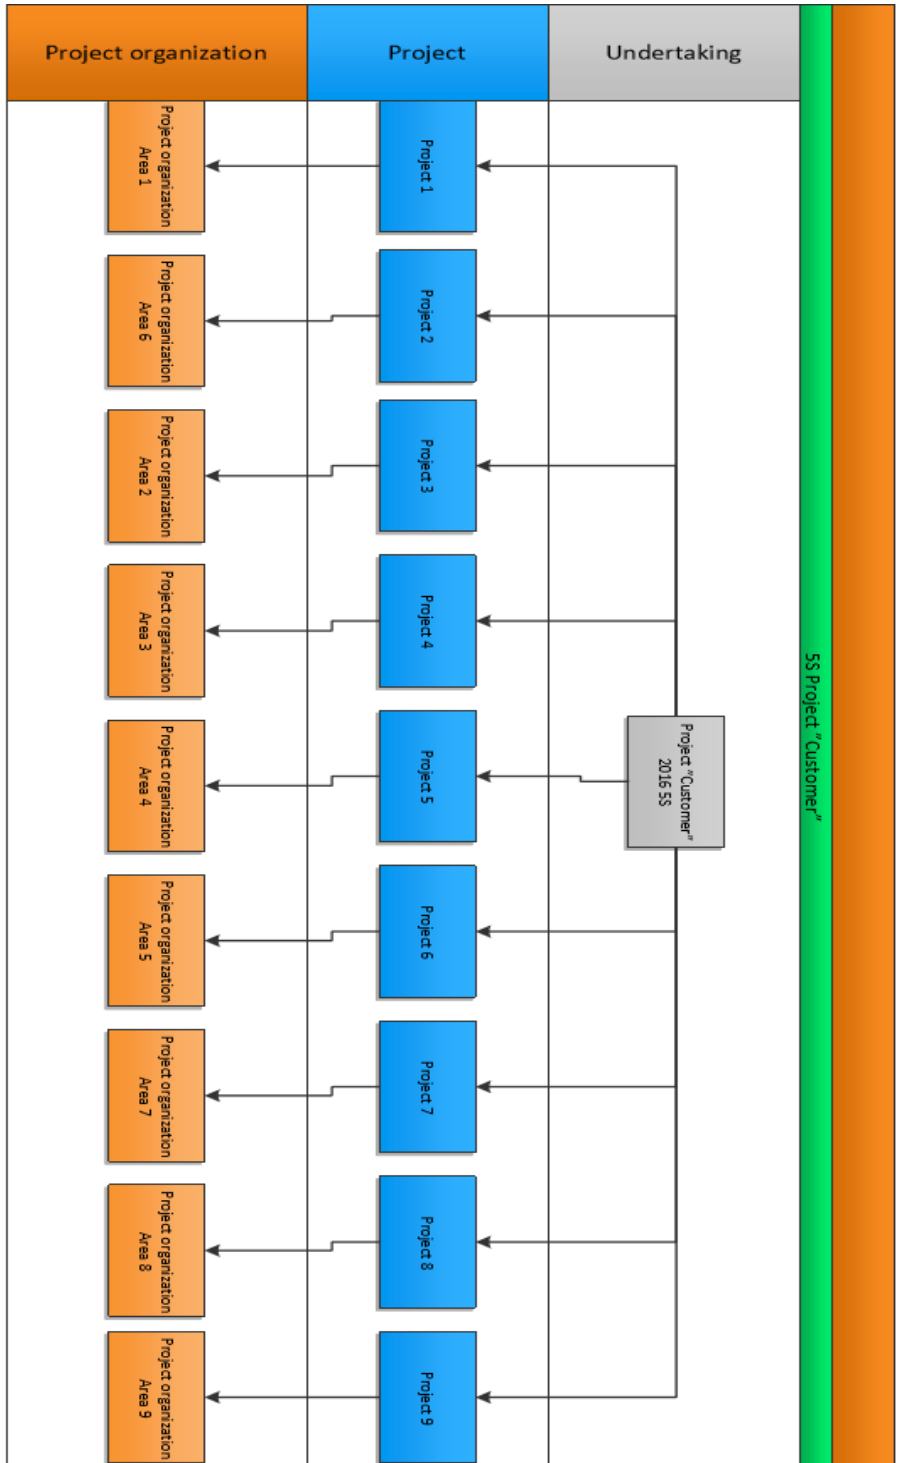 5S Project "Customer"
Undertaking
Project "Customer"
2016 5S
Project
Project 1
Project 2
Project 3
Project 4
Project 5
Project 6
Project 7
Project 8
Project 9
Project organization
Project organization
Area 1
Project organization
Area 6
Project organization
Area 2
Project organization
Area 3
Project organization
Area 4
Project organization
Area 5
Project organization
Area 7
Project organization
Area 8
Project organization
Area 9